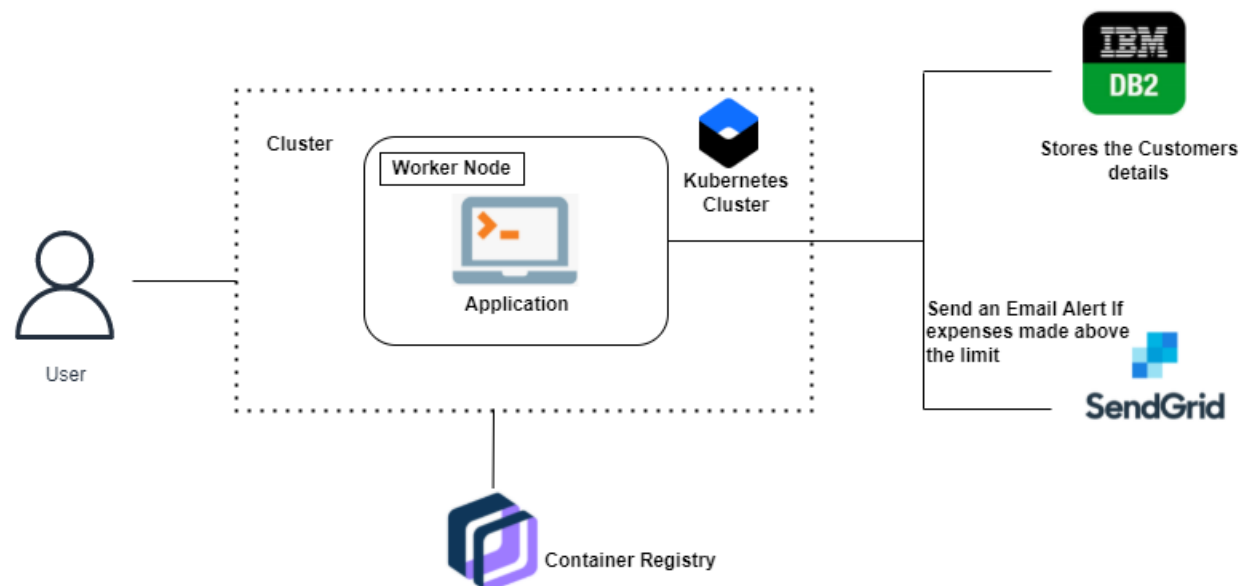 IBM
DB2
Stores the Customers
details
Cluster
Worker Node
Kubernetes
Cluster
Application
User
Send an Email Alert If
expenses made above
the limit
SendGrid
Container Registry